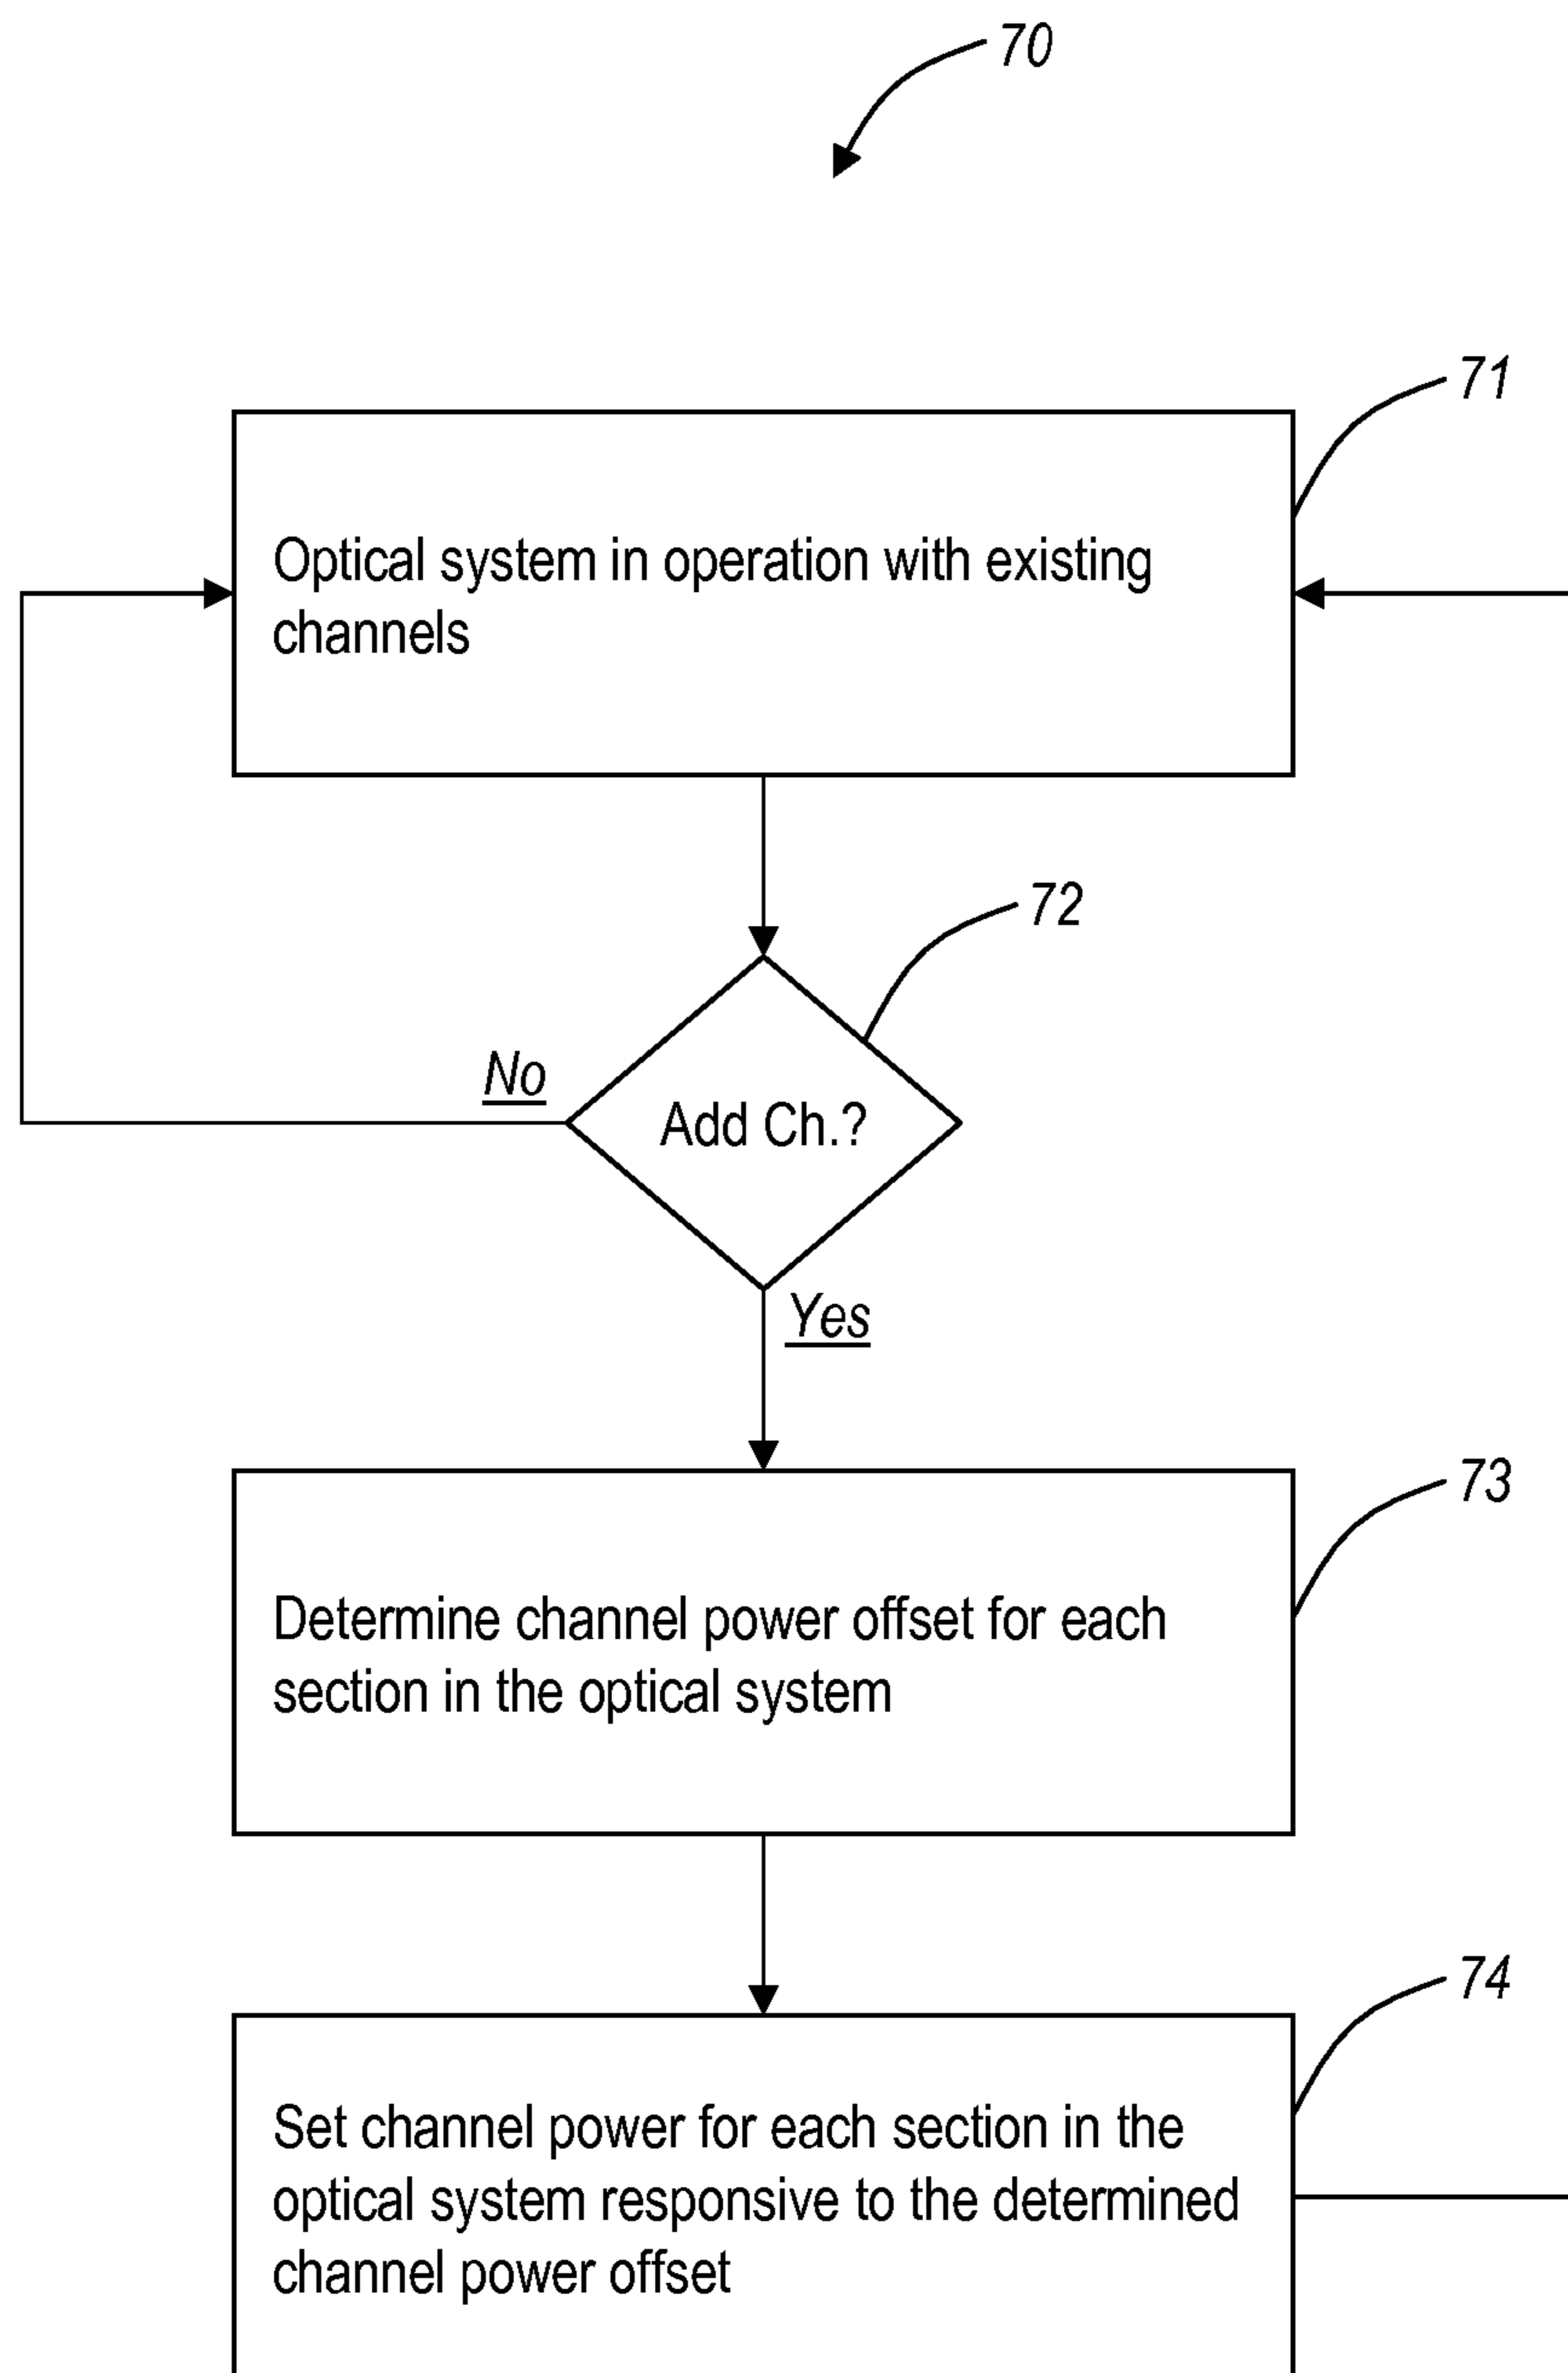 70
71
Optical system in operation with existing
channels
72
No
Add Ch.?
Yes
73
Determine channel power offset for each
section in the optical system
74
Set channel power for each section in the
optical system responsive to the determined
channel power offset